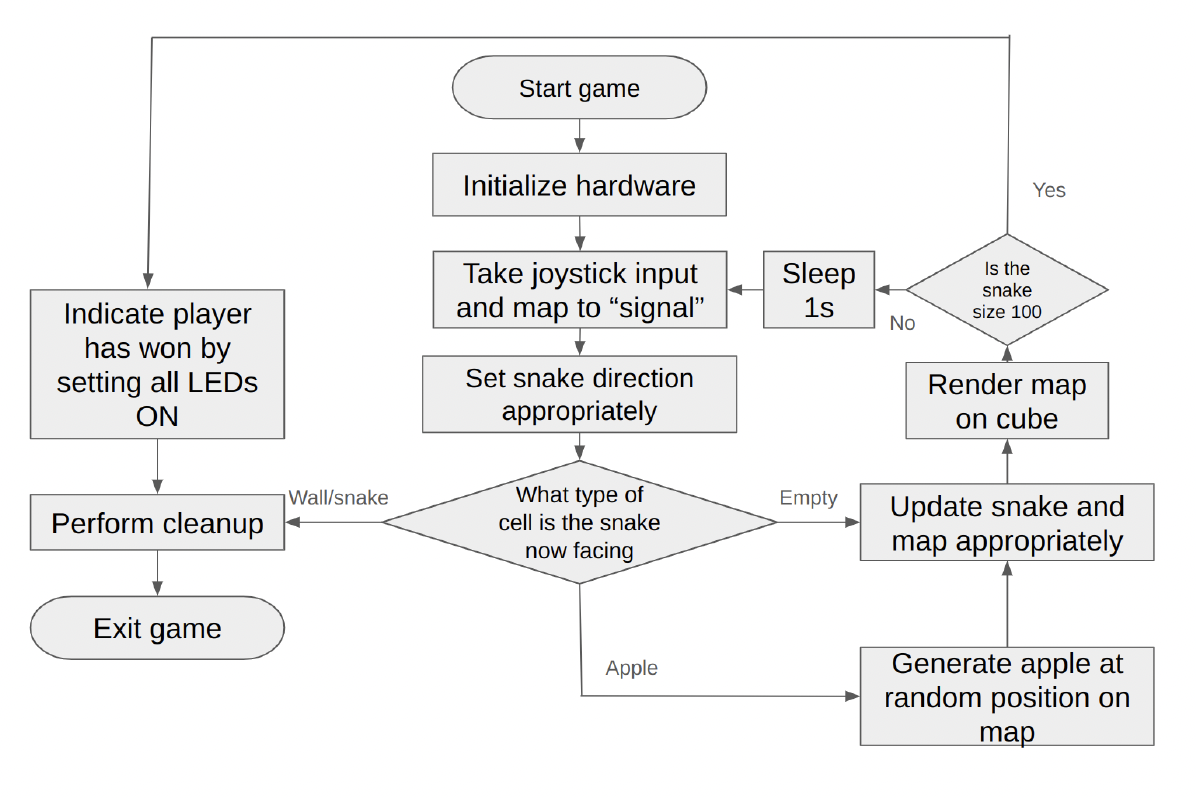 Start game
Initialize hardware
Yes
Take joystick input
and map to “signal”
Sleep
1s
Is the
snake
size 100
No
Indicate player
has won by
setting all LEDs
ON
Set snake direction
appropriately
Render map
on cube
Wall/snake
What type of
cell is the snake
now facing
Empty
Update snake and
map appropriately
Perform cleanup
Exit game
Apple
Generate apple at
random position on
map